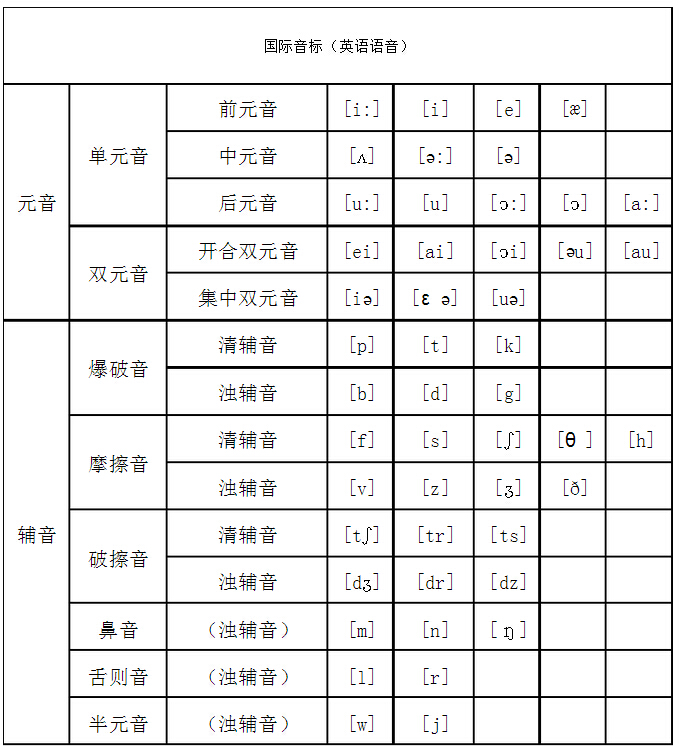 国际音标（英语语音）
元音 单元音 前元音 [i:] [i] [e] [æ]
中元音 [ʌ] [ə:] [ə]
后元音 [u:] [u] [ɔ:] [ɔ] [a:]
双元音 开合双元音 [ei] [ai] [ɔi] [əu] [au]
集中双元音 [iə] [ɛ ə] [uə]
辅音 爆破音 清辅音 [p] [t] [k]
浊辅音 [b] [d] [g]
摩擦音 清辅音 [f] [s] [ʃ] [θ ] [h]
浊辅音 [v] [z] [ʒ] [ð]
破擦音 清辅音 [tʃ] [tr] [ts]
浊辅音 [dʒ] [dr] [dz]
鼻音 （浊辅音） [m] [n] [ŋ]
舌则音 （浊辅音） [l] [r]
半元音 （浊辅音） [w] [j]